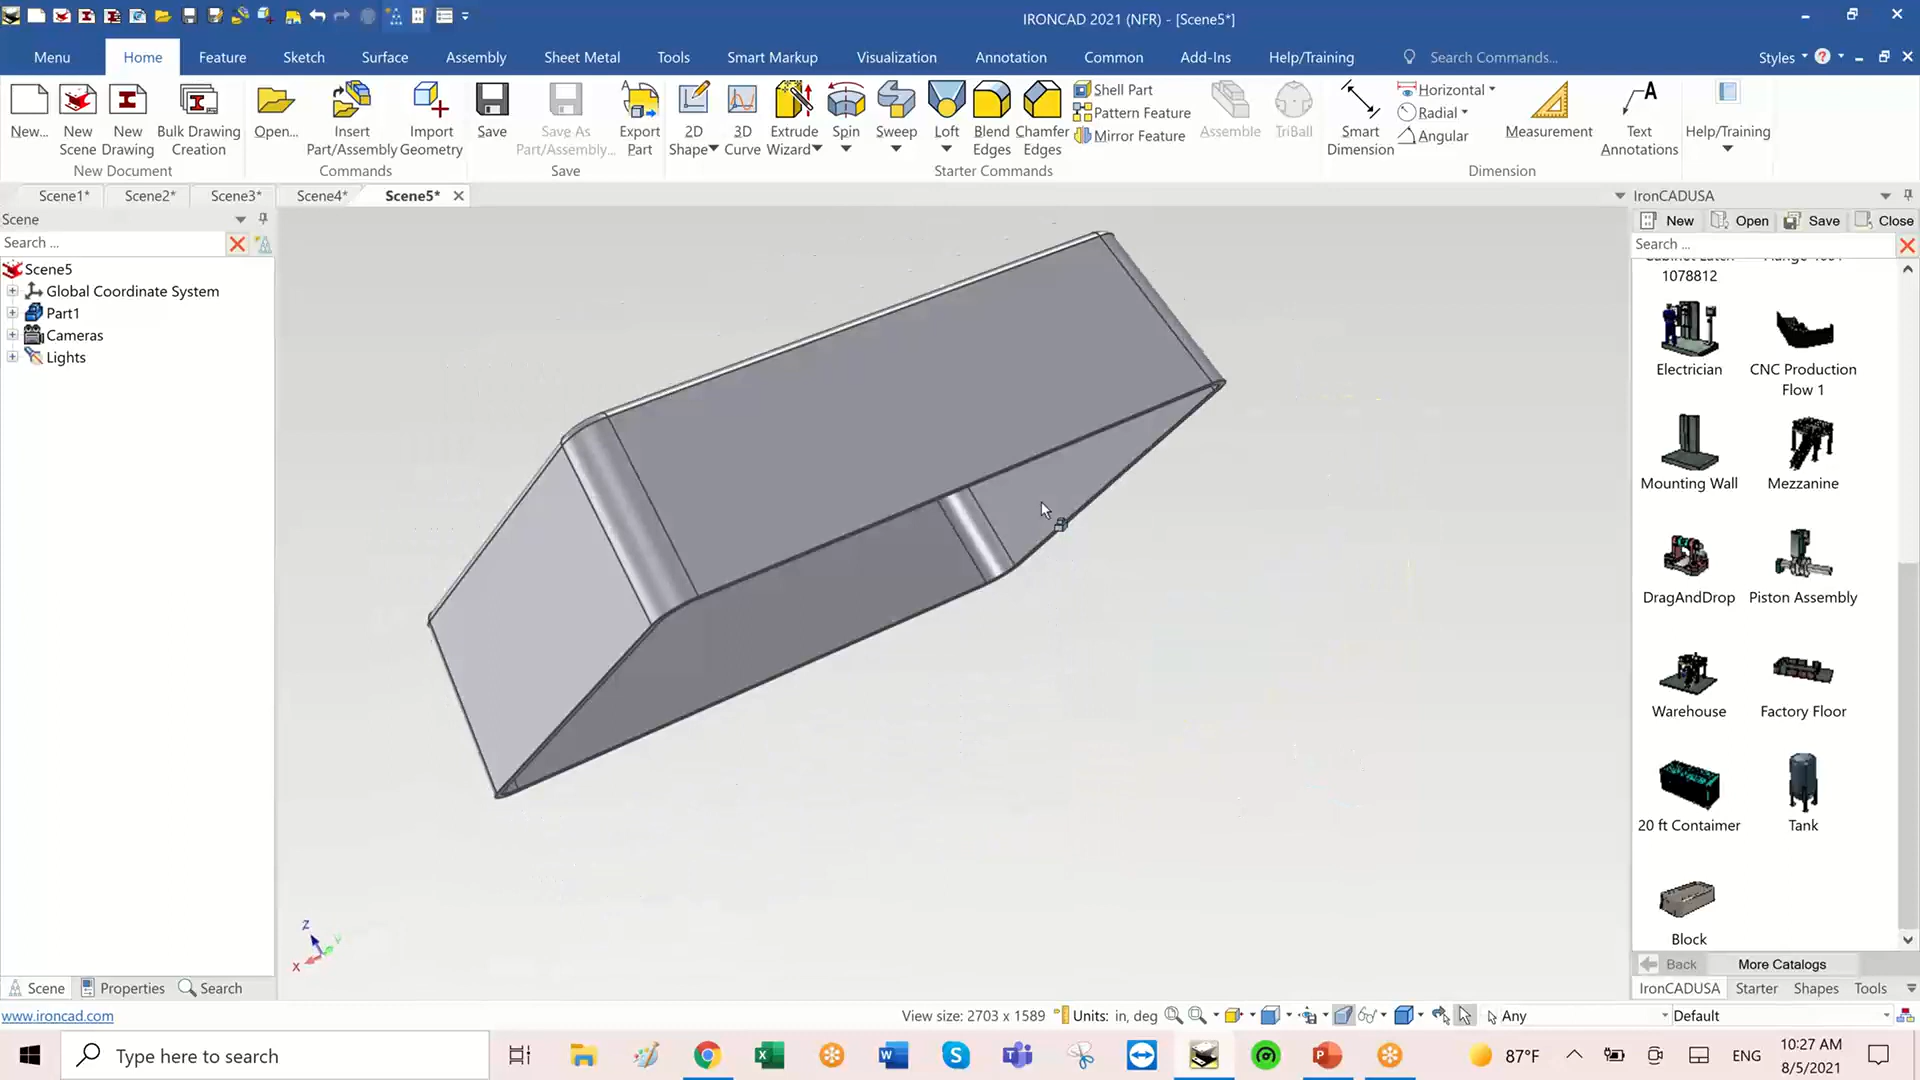 IRONCAD 2021 (NFR) - [Scene5*]
Menu Home Feature Sketch Surface Assembly Sheet Metal Tools Smart Markup Visualization Annotation Common Add-Ins Help/Training Search Commands... Styles
New... New Scene New Drawing Bulk Drawing Creation
New Document
Open... Insert Part/Assembly Import Geometry
Commands
Save Save As Part/Assembly... Export Part
Save
2D Shape 3D Curve Extrude Wizard Spin Sweep Loft Blend Edges Chamfer Edges
Shell Part
Pattern Feature
Mirror Feature
Assemble TriBall
Starter Commands
Smart Dimension
Horizontal
Radial
Angular
Measurement Text Annotations
Dimension
Help/Training
Scene1* Scene2* Scene3* Scene4* Scene5*
Scene
Search ...
Scene5
Global Coordinate System
Part1
Cameras
Lights
Z
Y
X
IronCADUSA
New Open Save Close
Search ...
1078812
Electrician CNC Production Flow 1
Mounting Wall Mezzanine
DragAndDrop Piston Assembly
Warehouse Factory Floor
20 ft Contaimer Tank
Block
Back More Catalogs
IronCADUSA Starter Shapes Tools
Scene Properties Search
www.ironcad.com
View size: 2703 x 1589 Units: in, deg Any Default
Type here to search
87°F ENG
10:27 AM
8/5/2021